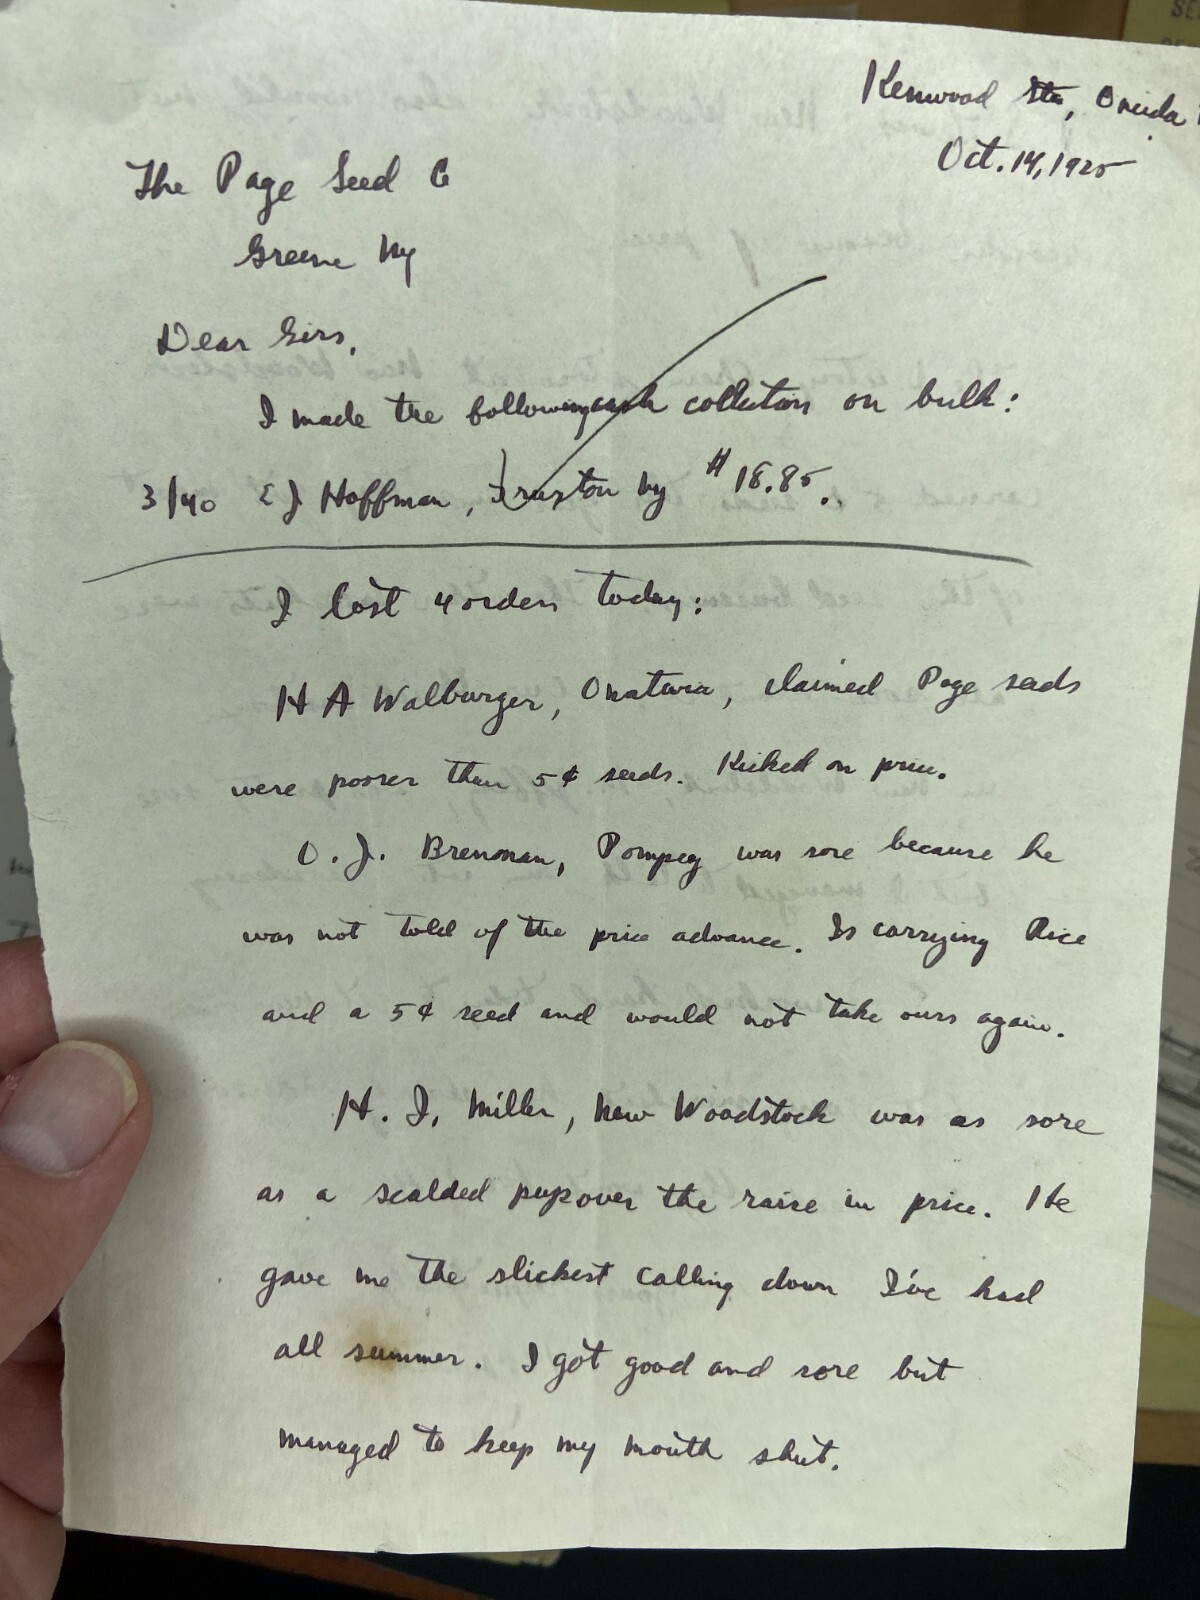 Kenwood Sta, Oneida
Oct. 14, 1925
The Page Seed Co
Greene NY
Dear Sirs,
I made the following cash collections on bulk:
3/40 E J Hoffman, Truxton NY $18.85.
I lost 4 orders today:
H A Walburger, Onativia, claimed Page seeds
were poorer than 5¢ seeds. Kicked on price.
O. J. Brennan, Pompey was sore because he
was not told of the price advance. Is carrying Rice
and a 5¢ seed and would not take ours again.
H. I. Miller, New Woodstock was as sore
as a scalded pup over the raise in price. He
gave me the slickest calling down I've had
all summer. I got good and sore but
managed to keep my mouth shut.